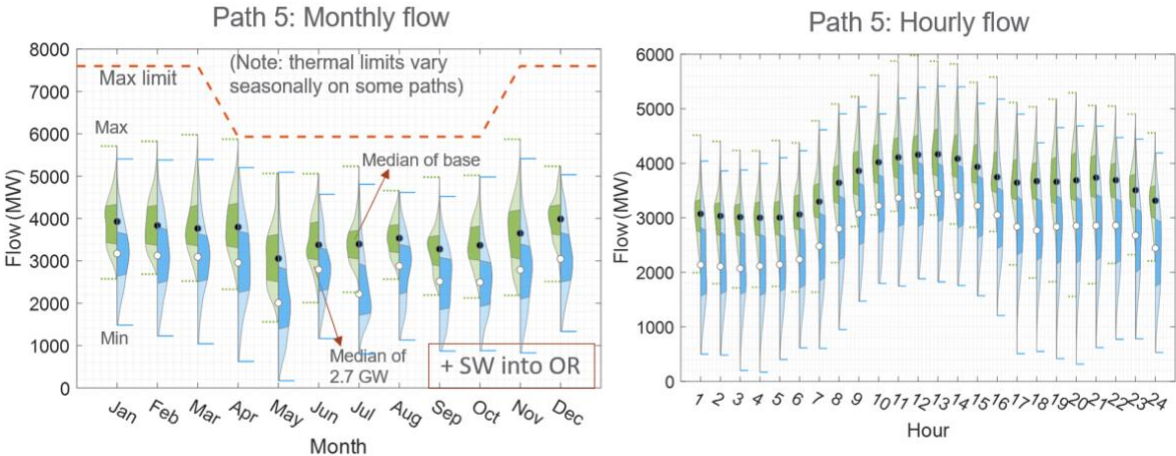 Path 5: Monthly flow
8000
7000
6000
5000
4000
3000
2000
1000
0
Flow (MW)
Max limit
(Note: thermal limits vary
seasonally on some paths)
Max
Median of base
Min
Median of
2.7 GW
+ SW into OR
Jan Feb Mar Apr May Jun Jul Aug Sep Oct Nov Dec
Month
Path 5: Hourly flow
6000
5000
4000
3000
2000
1000
0
Flow (MW)
1 2 3 4 5 6 7 8 9 10 11 12 13 14 15 16 17 18 19 20 21 22 23 24
Hour